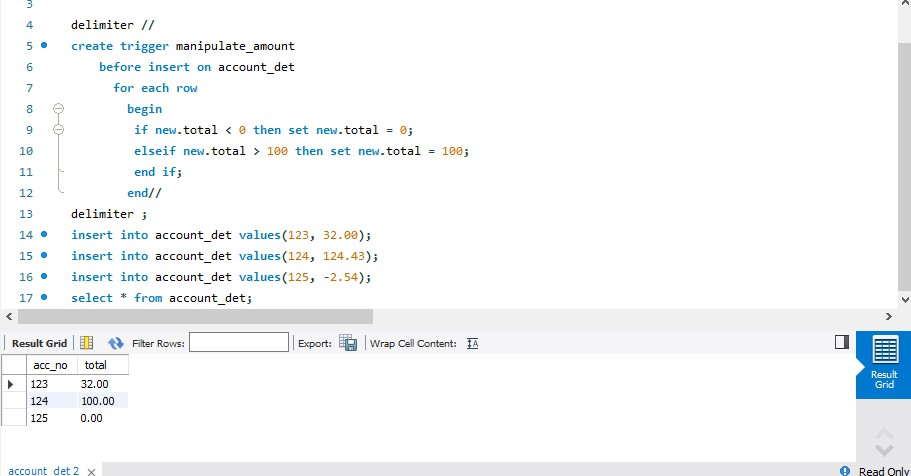 3
4 delimiter //
5 create trigger manipulate_amount
6 before insert on account_det
7 for each row
8 begin
9 if new.total < 0 then set new.total = 0;
10 elseif new.total > 100 then set new.total = 100;
11 end if;
12 end//
13 delimiter ;
14 insert into account_det values(123, 32.00);
15 insert into account_det values(124, 124.43);
16 insert into account_det values(125, -2.54);
17 select * from account_det;
Result Grid Filter Rows: Export: Wrap Cell Content: IA
acc_no total
123 32.00
124 100.00
125 0.00
Result
Grid
account_det 2 × Read Only